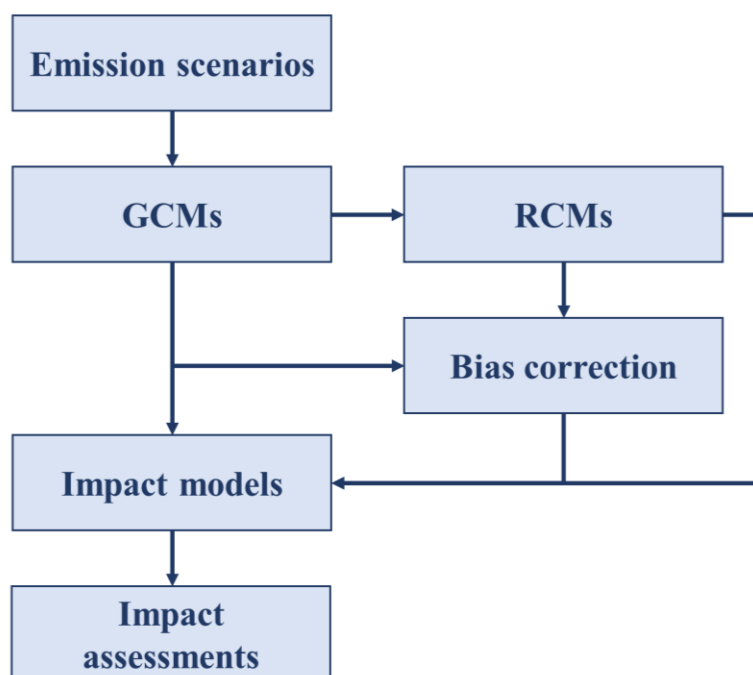 Emission scenarios
GCMs
RCMs
Bias correction
Impact models
Impact
assessments